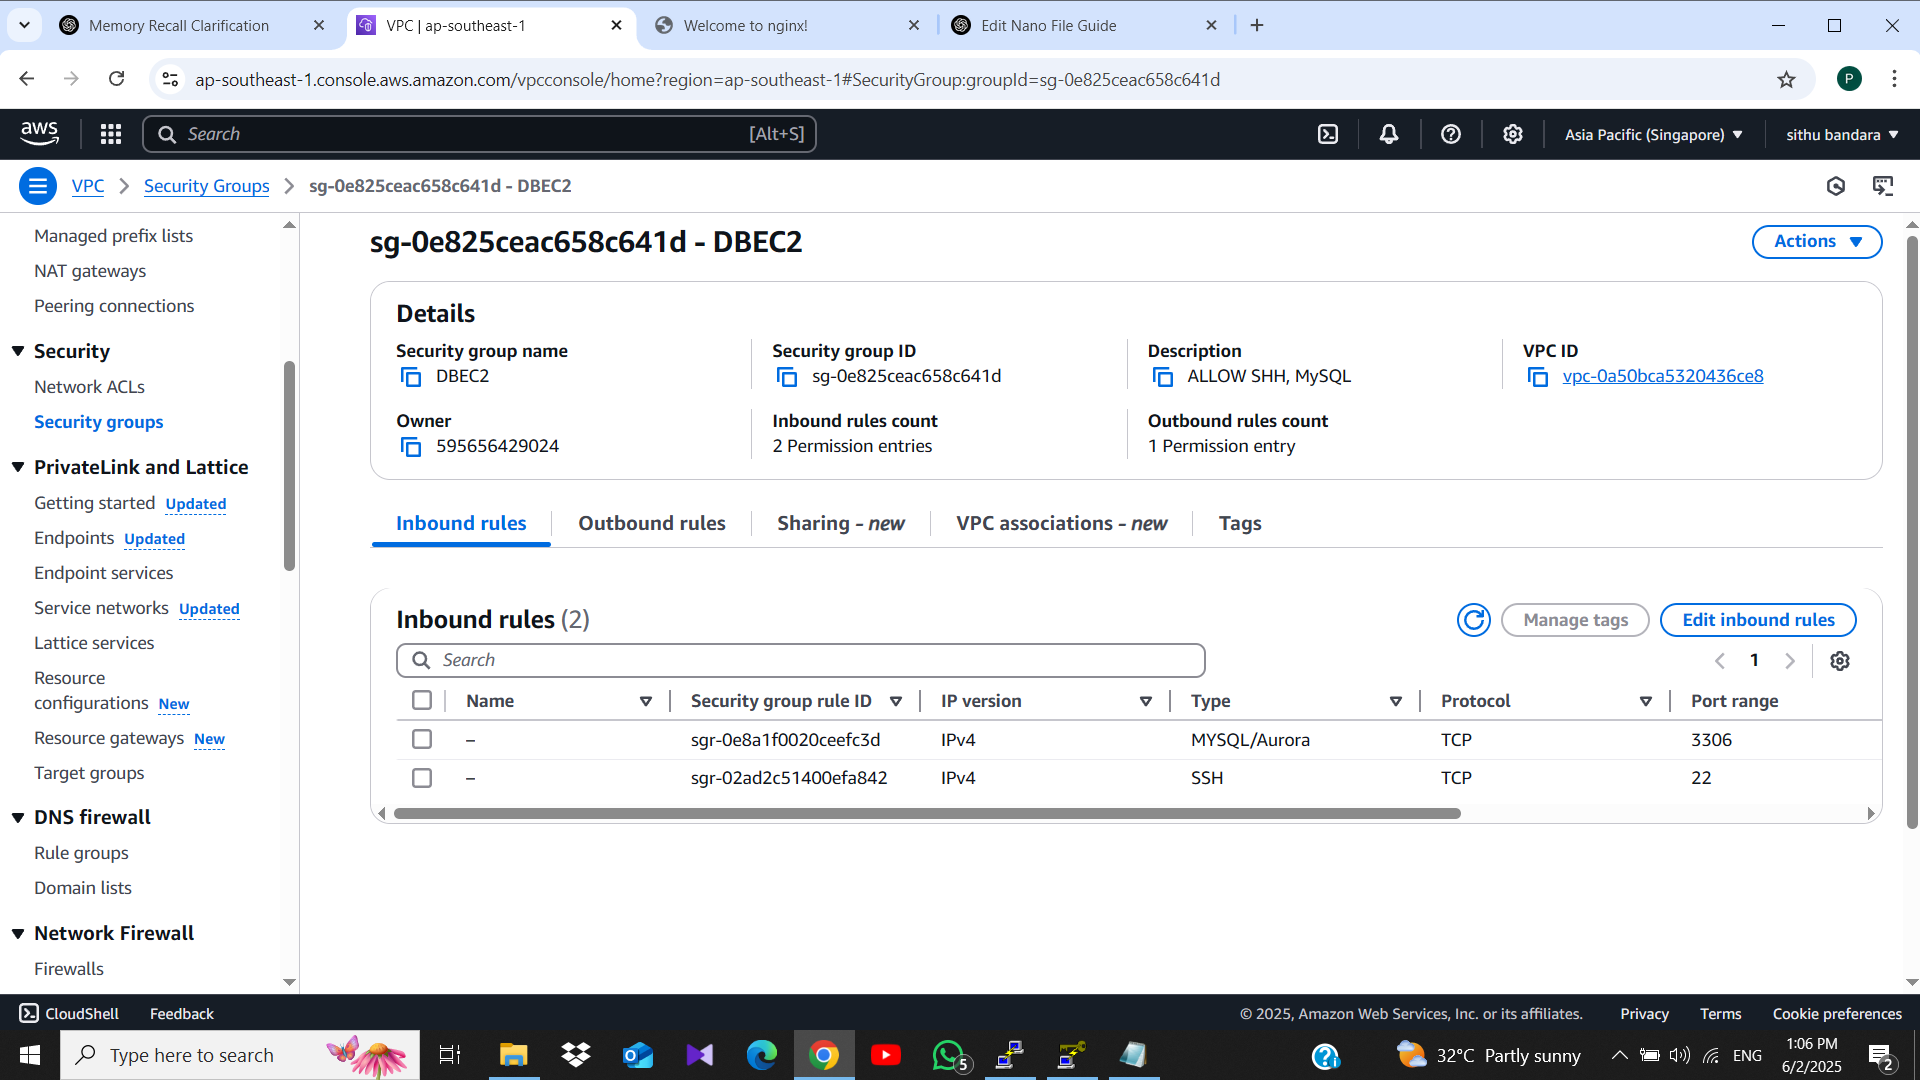 Memory Recall Clarification
VPC | ap-southeast-1
Welcome to nginx!
Edit Nano File Guide
ap-southeast-1.console.aws.amazon.com/vpcconsole/home?region=ap-southeast-1#SecurityGroup:groupId=sg-0e825ceac658c641d
P
aws
Search
[Alt+S]
Asia Pacific (Singapore)
sithu bandara
VPC
Security Groups
sg-0e825ceac658c641d - DBEC2
Managed prefix lists
NAT gateways
Peering connections
Security
Network ACLs
Security groups
PrivateLink and Lattice
Getting started Updated
Endpoints Updated
Endpoint services
Service networks Updated
Lattice services
Resource
configurations New
Resource gateways New
Target groups
DNS firewall
Rule groups
Domain lists
Network Firewall
Firewalls
sg-0e825ceac658c641d - DBEC2
Actions
Details
Security group name
DBEC2
Security group ID
sg-0e825ceac658c641d
Description
ALLOW SHH, MySQL
VPC ID
vpc-0a50bca5320436ce8
Owner
595656429024
Inbound rules count
2 Permission entries
Outbound rules count
1 Permission entry
Inbound rules
Outbound rules
Sharing - new
VPC associations - new
Tags
Inbound rules (2)
Manage tags
Edit inbound rules
Search
1
Name Security group rule ID IP version Type Protocol Port range
– sgr-0e8a1f0020ceefc3d IPv4 MYSQL/Aurora TCP 3306
– sgr-02ad2c51400efa842 IPv4 SSH TCP 22
CloudShell
Feedback
© 2025, Amazon Web Services, Inc. or its affiliates.
Privacy
Terms
Cookie preferences
Type here to search
5
32°C Partly sunny
ENG
1:06 PM
6/2/2025
2